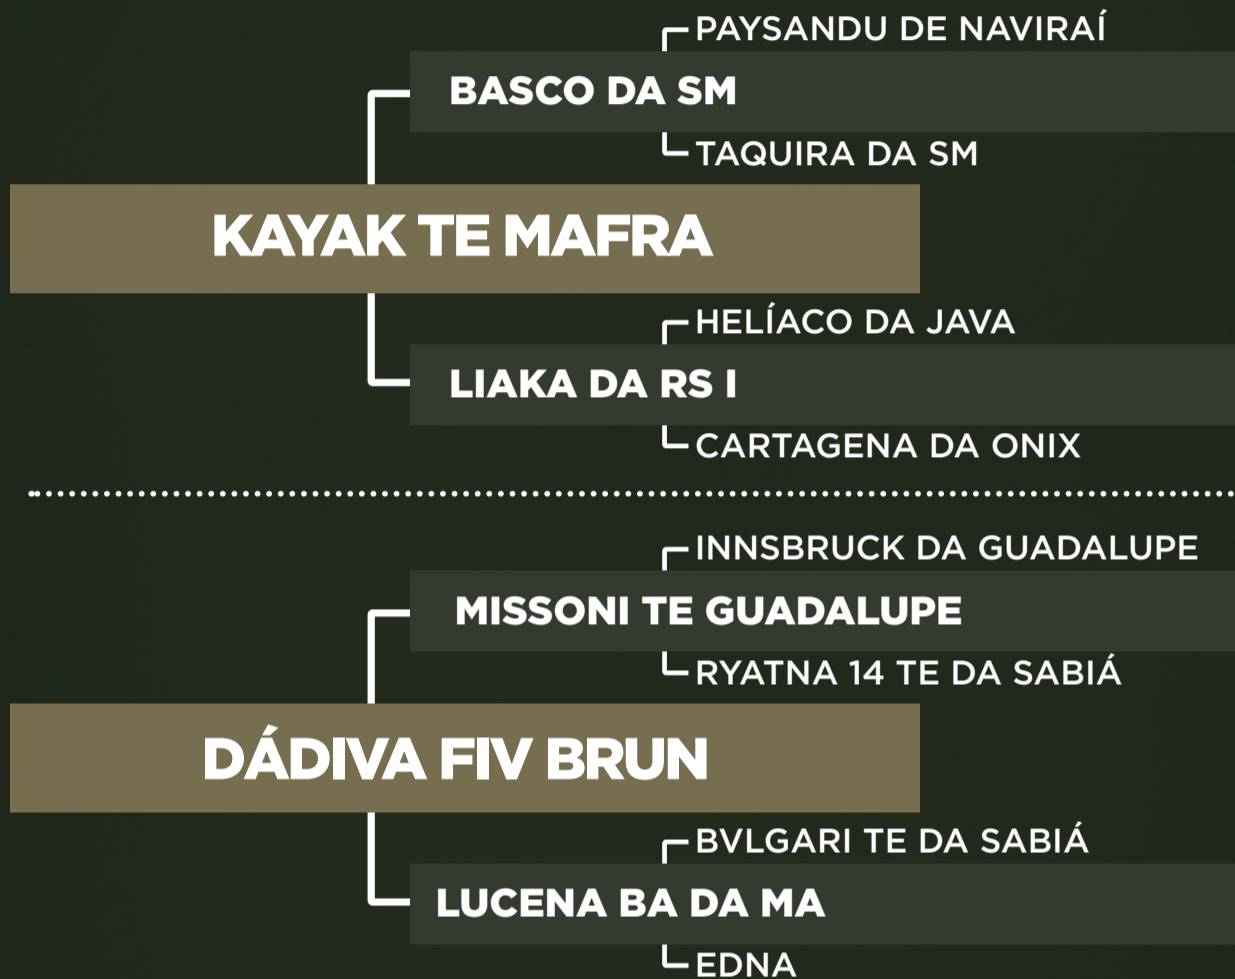 PAYSANDU DE NAVIRAÍ
BASCO DA SM
TAQUIRA DA SM
KAYAK TE MAFRA
HELÍACO DA JAVA
LIAKA DA RS I
CARTAGENA DA ONIX
INNSBRUCK DA GUADALUPE
MISSONI TE GUADALUPE
RYATNA 14 TE DA SABIÁ
DÁDIVA FIV BRUN
BVLGARI TE DA SABIÁ
LUCENA BA DA MA
EDNA